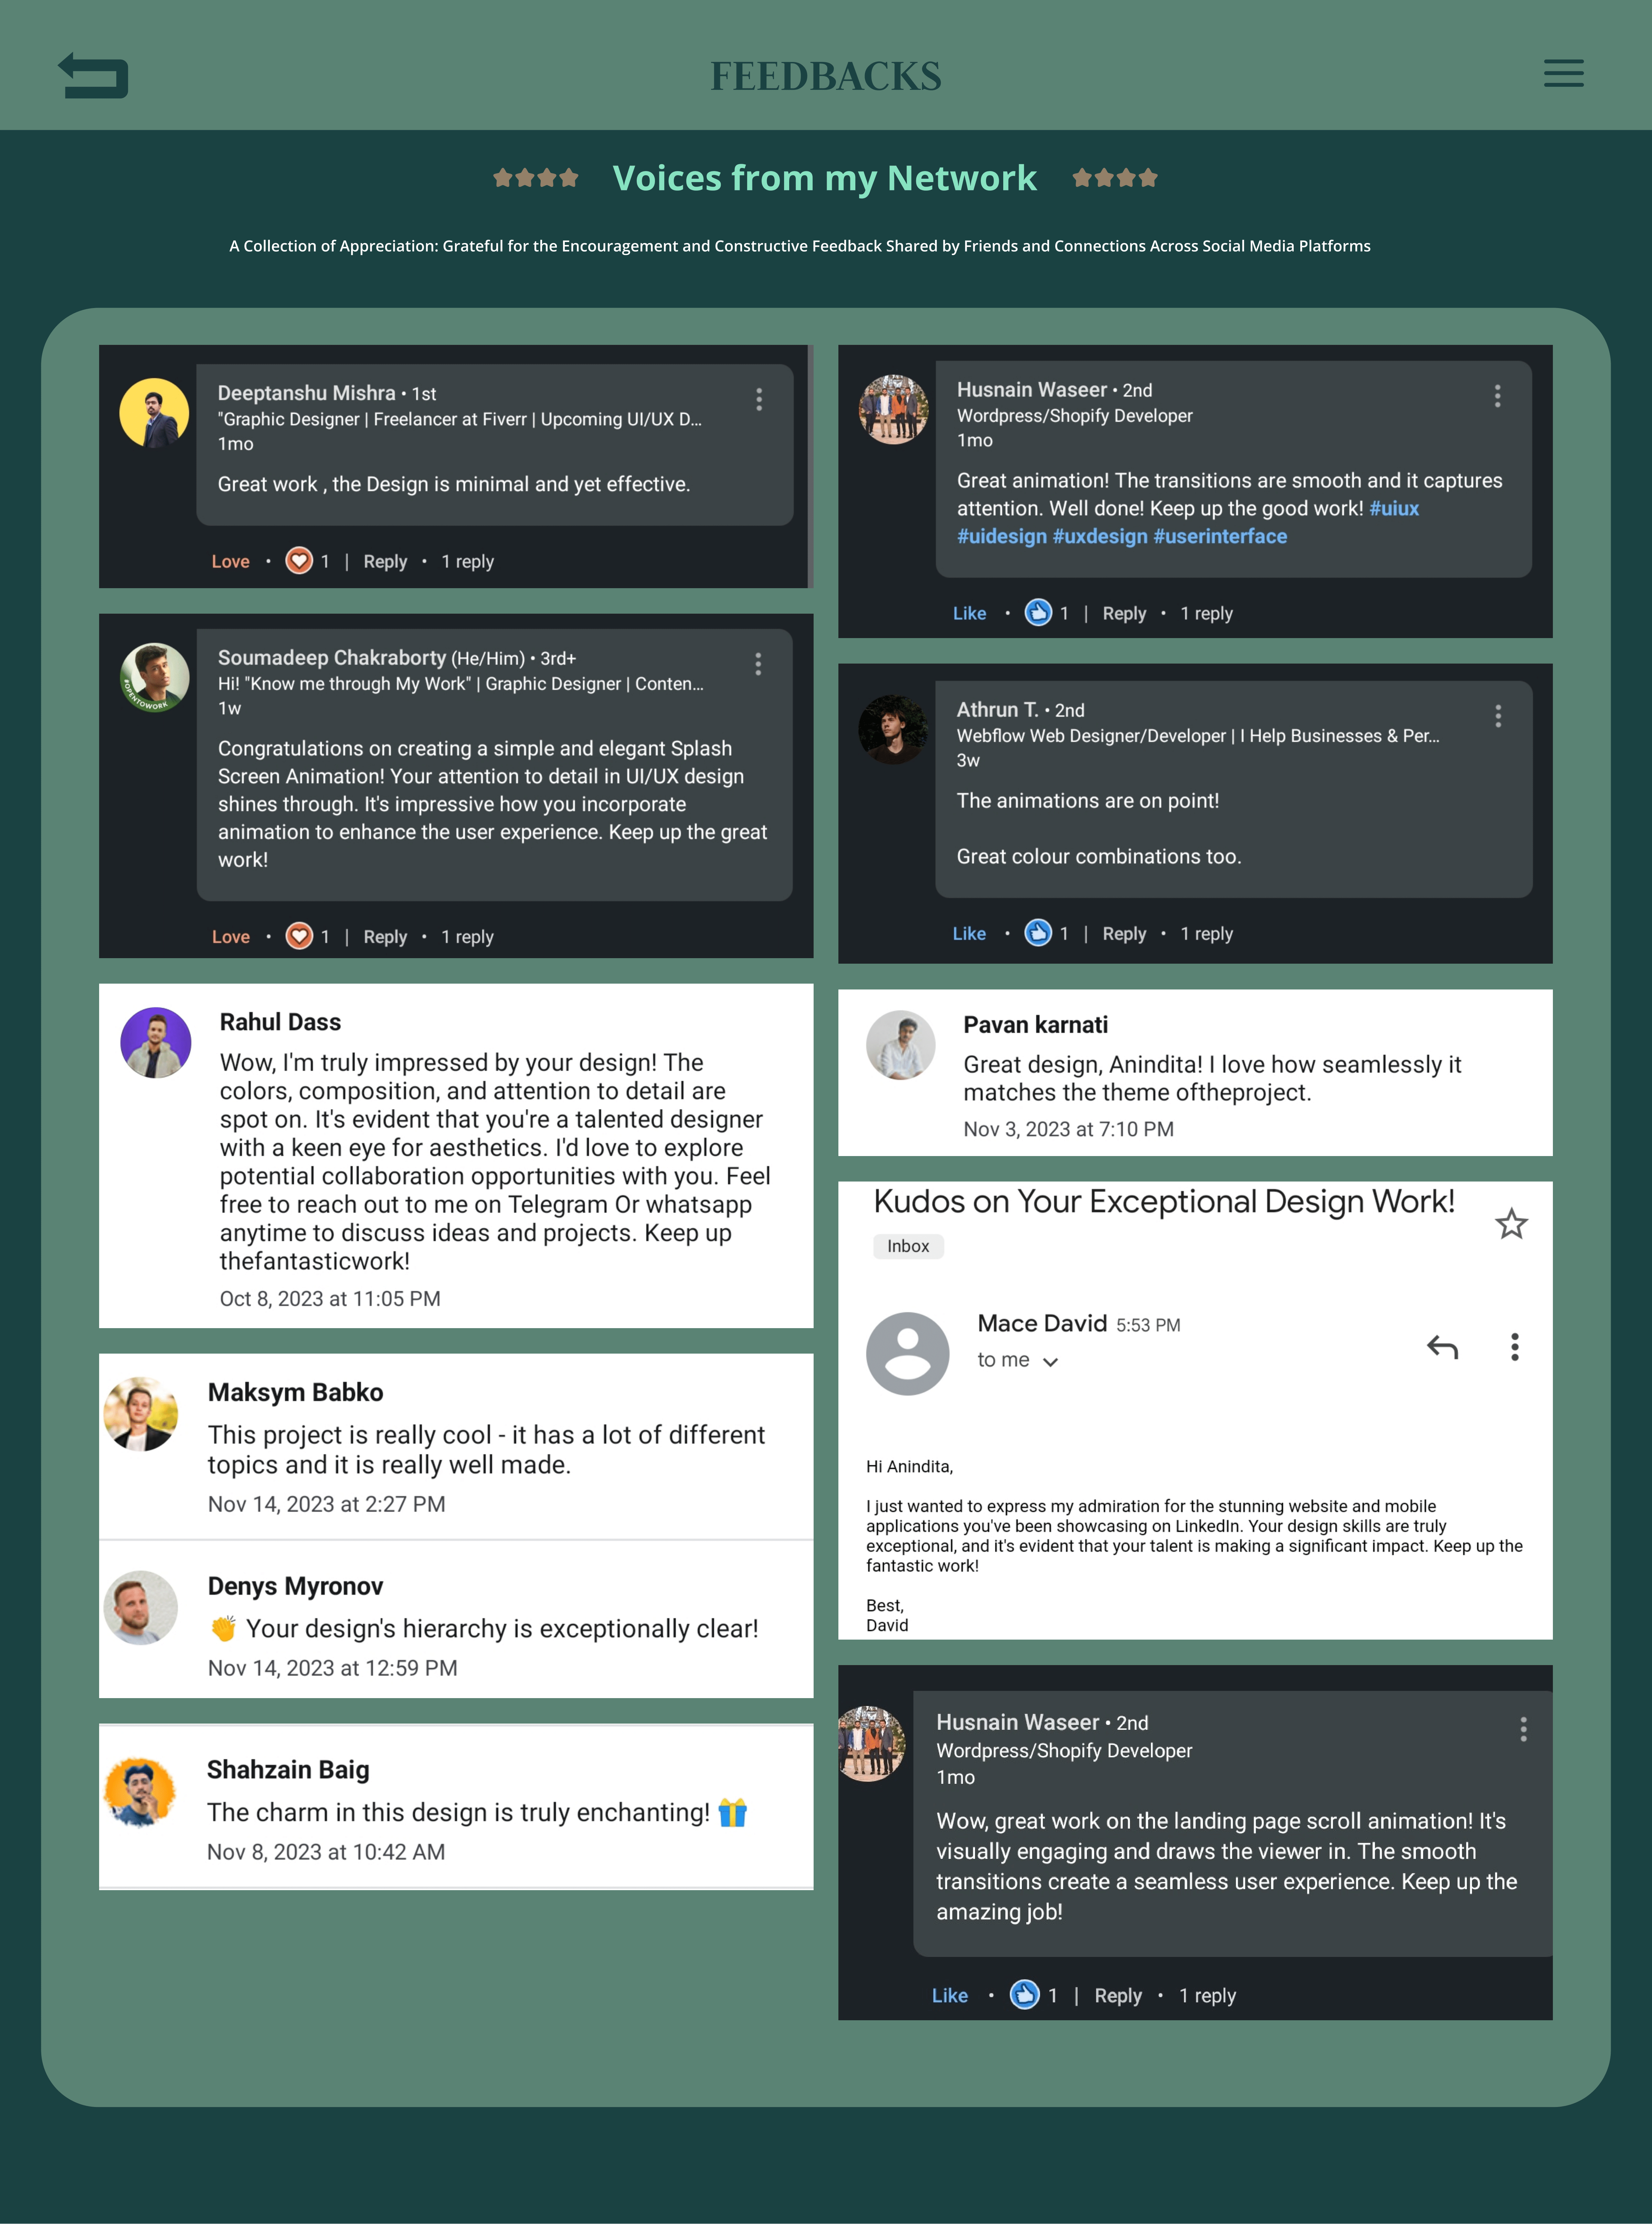 FEEDBACKS
Voices from my Network
A Collection of Appreciation: Grateful for the Encouragement and Constructive Feedback Shared by Friends and Connections Across Social Media Platforms
Deeptanshu Mishra • 1st
"Graphic Designer | Freelancer at Fiverr | Upcoming UI/UX D...
1mo
Great work , the Design is minimal and yet effective.
Love • 1 | Reply • 1 reply
#OPENTOWORK
Soumadeep Chakraborty (He/Him) • 3rd+
Hi! "Know me through My Work" | Graphic Designer | Conten...
1w
Congratulations on creating a simple and elegant Splash
Screen Animation! Your attention to detail in UI/UX design
shines through. It's impressive how you incorporate
animation to enhance the user experience. Keep up the great
work!
Love • 1 | Reply • 1 reply
Rahul Dass
Wow, I'm truly impressed by your design! The
colors, composition, and attention to detail are
spot on. It's evident that you're a talented designer
with a keen eye for aesthetics. I'd love to explore
potential collaboration opportunities with you. Feel
free to reach out to me on Telegram Or whatsapp
anytime to discuss ideas and projects. Keep up
thefantasticwork!
Oct 8, 2023 at 11:05 PM
Maksym Babko
This project is really cool - it has a lot of different
topics and it is really well made.
Nov 14, 2023 at 2:27 PM
Denys Myronov
👏 Your design's hierarchy is exceptionally clear!
Nov 14, 2023 at 12:59 PM
Shahzain Baig
The charm in this design is truly enchanting! 🎁
Nov 8, 2023 at 10:42 AM
Husnain Waseer • 2nd
Wordpress/Shopify Developer
1mo
Great animation! The transitions are smooth and it captures
attention. Well done! Keep up the good work! #uiux
#uidesign #uxdesign #userinterface
Like • 1 | Reply • 1 reply
Athrun T. • 2nd
Webflow Web Designer/Developer | I Help Businesses & Per...
3w
The animations are on point!
Great colour combinations too.
Like • 1 | Reply • 1 reply
Pavan karnati
Great design, Anindita! I love how seamlessly it
matches the theme oftheproject.
Nov 3, 2023 at 7:10 PM
Kudos on Your Exceptional Design Work!
Inbox
Mace David 5:53 PM
to me
Hi Anindita,
I just wanted to express my admiration for the stunning website and mobile
applications you've been showcasing on LinkedIn. Your design skills are truly
exceptional, and it's evident that your talent is making a significant impact. Keep up the
fantastic work!
Best,
David
Husnain Waseer • 2nd
Wordpress/Shopify Developer
1mo
Wow, great work on the landing page scroll animation! It's
visually engaging and draws the viewer in. The smooth
transitions create a seamless user experience. Keep up the
amazing job!
Like • 1 | Reply • 1 reply